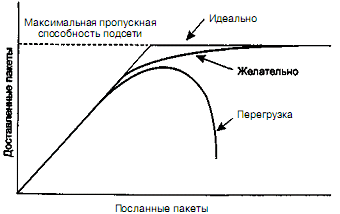 Максимальная пропускная
способность подсети
Идеально
Желательно
Перегрузка
Доставленные пакеты
Посланные пакеты